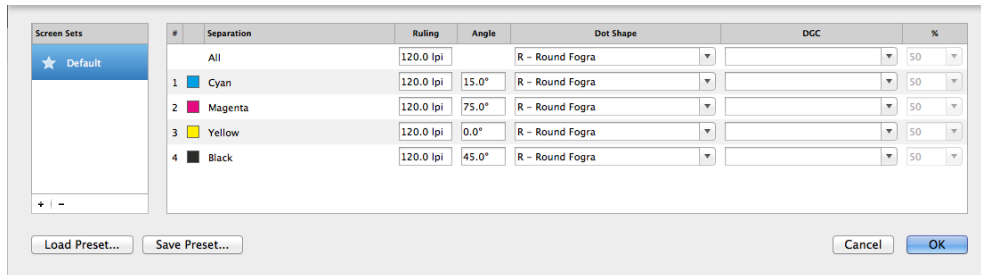 Screen Sets
Default
+ | -
# Separation Ruling Angle Dot Shape DGC %
All 120.0 lpi R – Round Fogra 50
1 Cyan 120.0 lpi 15.0° R – Round Fogra 50
2 Magenta 120.0 lpi 75.0° R – Round Fogra 50
3 Yellow 120.0 lpi 0.0° R – Round Fogra 50
4 Black 120.0 lpi 45.0° R – Round Fogra 50
Load Preset... Save Preset... Cancel OK